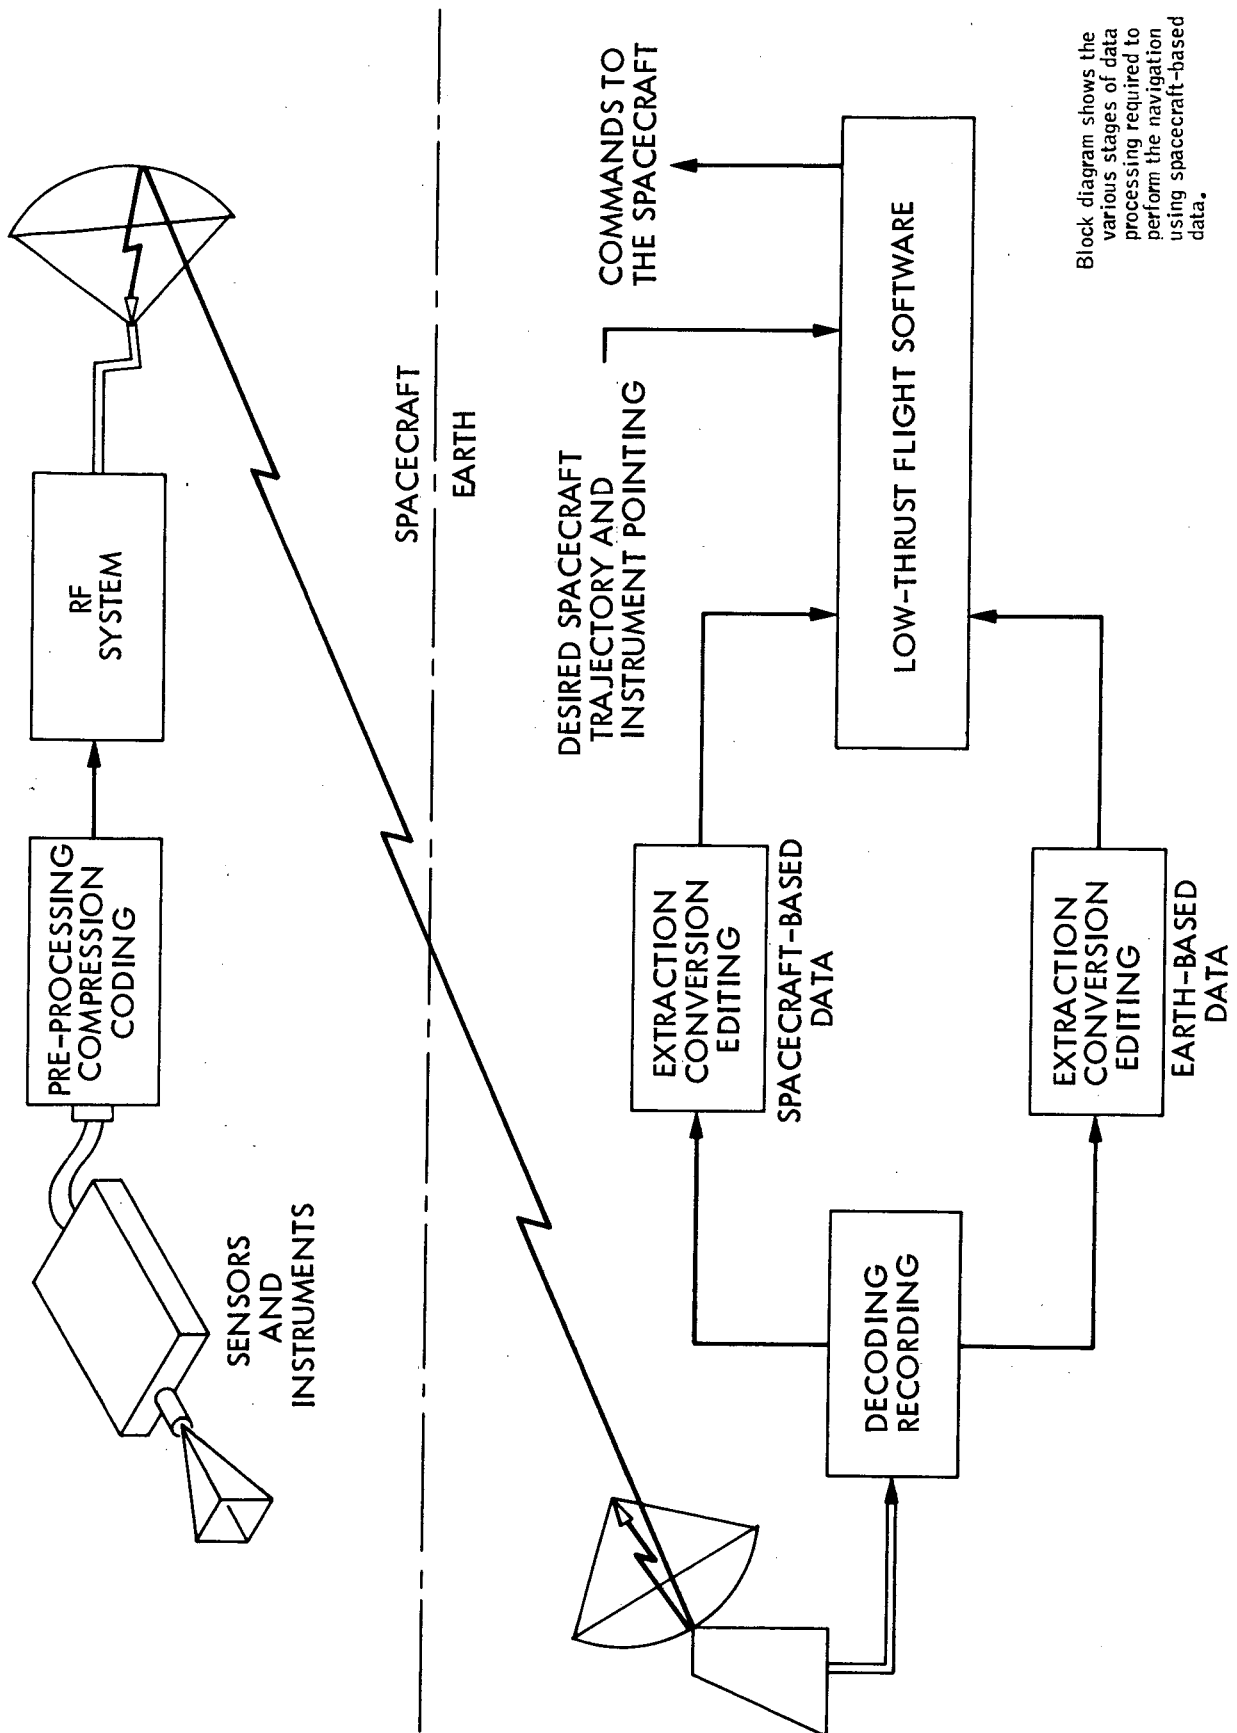 SENSORS
AND
INSTRUMENTS
PRE-PROCESSING
COMPRESSION
CODING
RF
SYSTEM
SPACECRAFT
EARTH
DECODING
RECORDING
EXTRACTION
CONVERSION
EDITING
SPACECRAFT-BASED
DATA
EXTRACTION
CONVERSION
EDITING
EARTH-BASED
DATA
DESIRED SPACECRAFT
TRAJECTORY AND
INSTRUMENT POINTING
COMMANDS TO
THE SPACECRAFT
LOW-THRUST FLIGHT SOFTWARE
Block diagram shows the
various stages of data
processing required to
perform the navigation
using spacecraft-based
data.